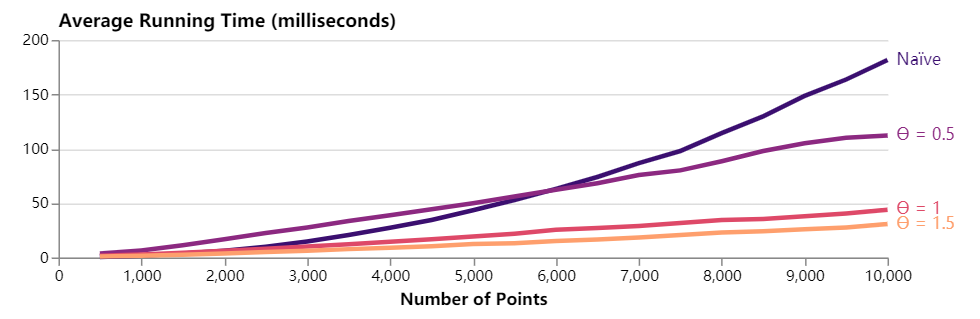 Average Running Time (milliseconds)
200
150
100
50
0
Naïve
ϴ = 0.5
ϴ = 1
ϴ = 1.5
0 1,000 2,000 3,000 4,000 5,000 6,000 7,000 8,000 9,000 10,000
Number of Points